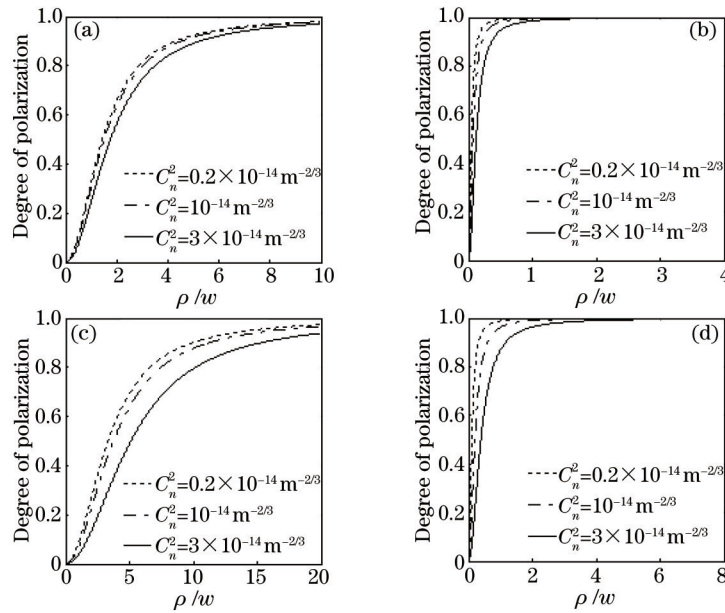 (a)
Degree of polarization
1.0
0.8
0.6
0.4
0.2
0
C_n^2=0.2×10^{-14} m^{-2/3}
C_n^2=10^{-14} m^{-2/3}
C_n^2=3×10^{-14} m^{-2/3}
0 2 4 6 8 10
ρ/w
(b)
Degree of polarization
1.0
0.8
0.6
0.4
0.2
0
C_n^2=0.2×10^{-14} m^{-2/3}
C_n^2=10^{-14} m^{-2/3}
C_n^2=3×10^{-14} m^{-2/3}
0 1 2 3 4
ρ/w
(c)
Degree of polarization
1.0
0.8
0.6
0.4
0.2
0
C_n^2=0.2×10^{-14} m^{-2/3}
C_n^2=10^{-14} m^{-2/3}
C_n^2=3×10^{-14} m^{-2/3}
0 5 10 15 20
ρ/w
(d)
Degree of polarization
1.0
0.8
0.6
0.4
0.2
0
C_n^2=0.2×10^{-14} m^{-2/3}
C_n^2=10^{-14} m^{-2/3}
C_n^2=3×10^{-14} m^{-2/3}
0 2 4 6 8
ρ/w